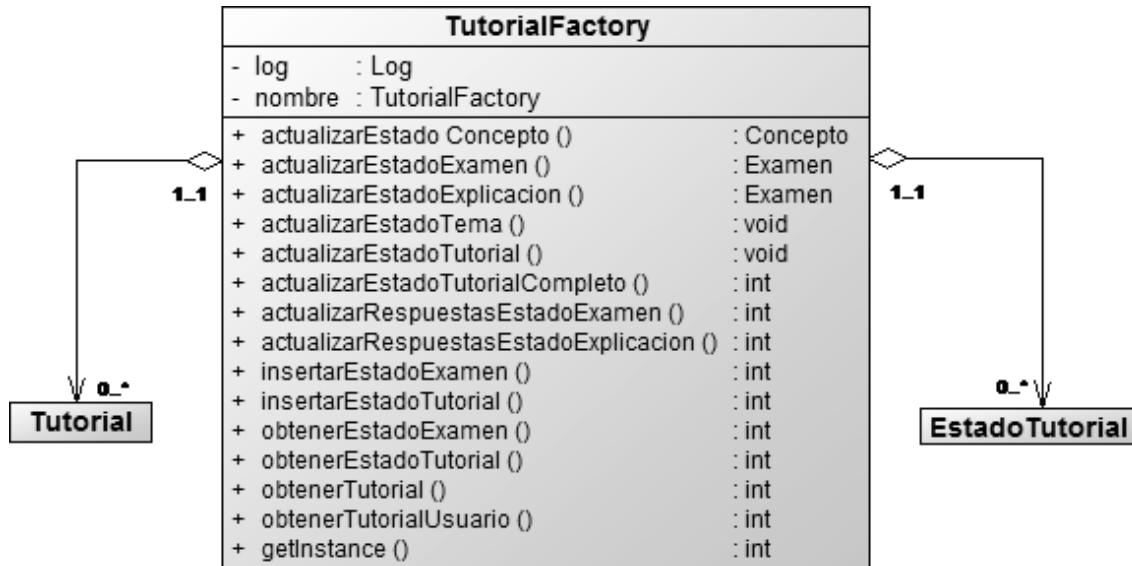 TutorialFactory
- log : Log
- nombre : TutorialFactory
+ actualizarEstado Concepto () : Concepto
+ actualizarEstadoExamen () : Examen
+ actualizarEstadoExplicacion () : Examen
1..1 1..1
+ actualizarEstadoTema () : void
+ actualizarEstadoTutorial () : void
+ actualizarEstadoTutorialCompleto () : int
+ actualizarRespuestasEstadoExamen () : int
+ actualizarRespuestasEstadoExplicacion () : int
+ insertarEstadoExamen () : int
0..* 0..*
+ insertarEstadoTutorial () : int
Tutorial EstadoTutorial
+ obtenerEstadoExamen () : int
+ obtenerEstadoTutorial () : int
+ obtenerTutorial () : int
+ obtenerTutorialUsuario () : int
+ getInstance () : int